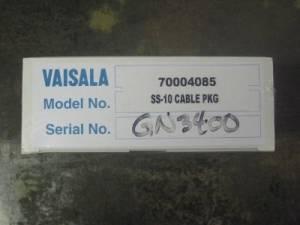 VAISALA 70004085
Model No. SS-10 CABLE PKG
Serial No. GN3400